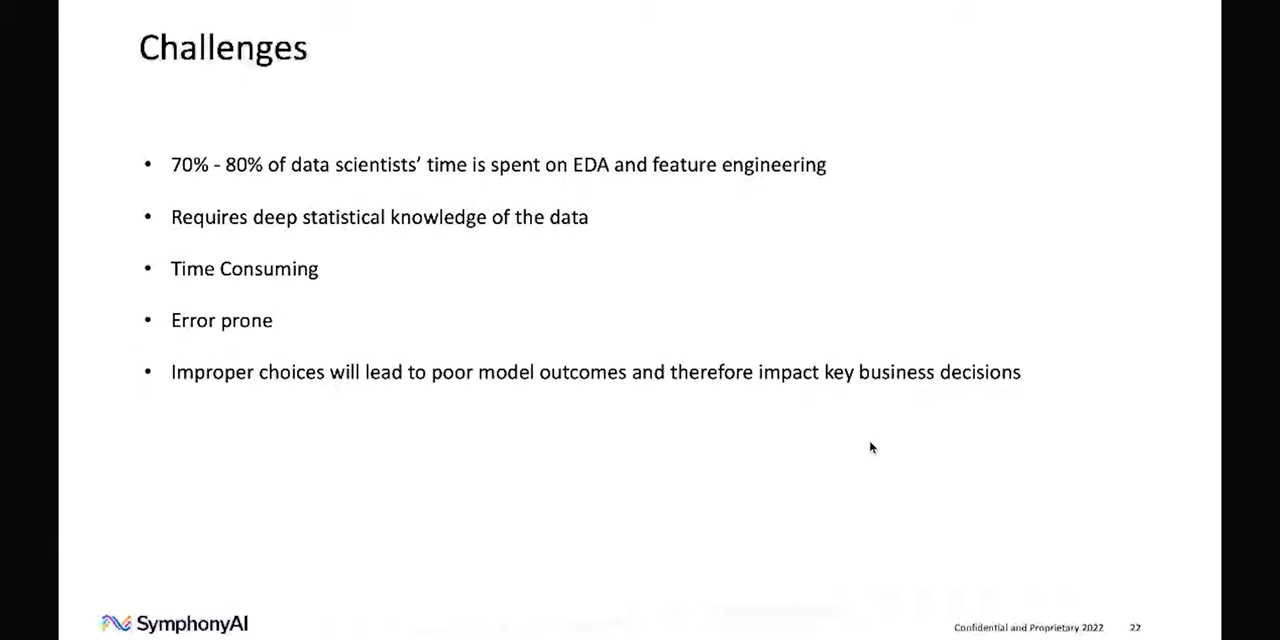 Challenges
• 70% - 80% of data scientists’ time is spent on EDA and feature engineering
• Requires deep statistical knowledge of the data
• Time Consuming
• Error prone
• Improper choices will lead to poor model outcomes and therefore impact key business decisions
SymphonyAI
Confidential and Proprietary 2022 22